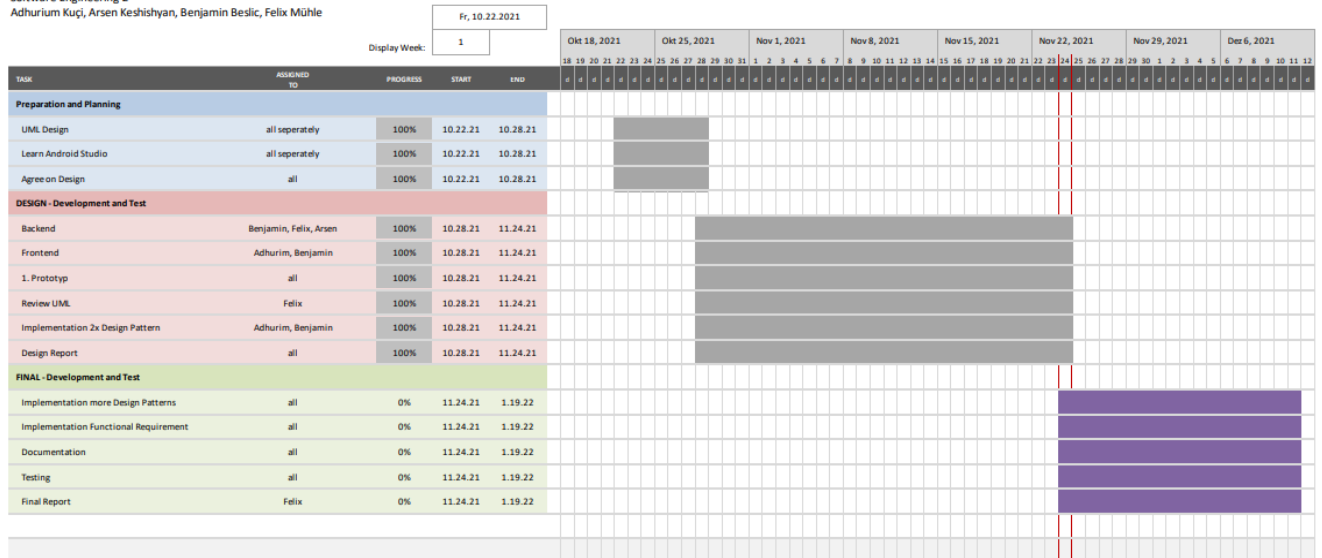 Adhurium Kuçi, Arsen Keshishyan, Benjamin Beslic, Felix Mühle
Fr, 10.22.2021
Display Week: 1
Okt 18, 2021 Okt 25, 2021 Nov 1, 2021 Nov 8, 2021 Nov 15, 2021 Nov 22, 2021 Nov 29, 2021 Dez 6, 2021
18 19 20 21 22 23 24 25 26 27 28 29 30 31 1 2 3 4 5 6 7 8 9 10 11 12 13 14 15 16 17 18 19 20 21 22 23 24 25 26 27 28 29 30 1 2 3 4 5 6 7 8 9 10 11 12
TASK ASSIGNED TO PROGRESS START END d d d d d d d d d d d d d d d d d d d d d d d d d d d d d d d d d d d d d d d d d d d d d d d d d d d d d d d d
Preparation and Planning
UML Design all seperately 100% 10.22.21 10.28.21
Learn Android Studio all seperately 100% 10.22.21 10.28.21
Agree on Design all 100% 10.22.21 10.28.21
DESIGN - Development and Test
Backend Benjamin, Felix, Arsen 100% 10.28.21 11.24.21
Frontend Adhurim, Benjamin 100% 10.28.21 11.24.21
1. Prototyp all 100% 10.28.21 11.24.21
Review UML Felix 100% 10.28.21 11.24.21
Implementation 2x Design Pattern Adhurim, Benjamin 100% 10.28.21 11.24.21
Design Report all 100% 10.28.21 11.24.21
FINAL - Development and Test
Implementation more Design Patterns all 0% 11.24.21 1.19.22
Implementation Functional Requirement all 0% 11.24.21 1.19.22
Documentation all 0% 11.24.21 1.19.22
Testing all 0% 11.24.21 1.19.22
Final Report Felix 0% 11.24.21 1.19.22